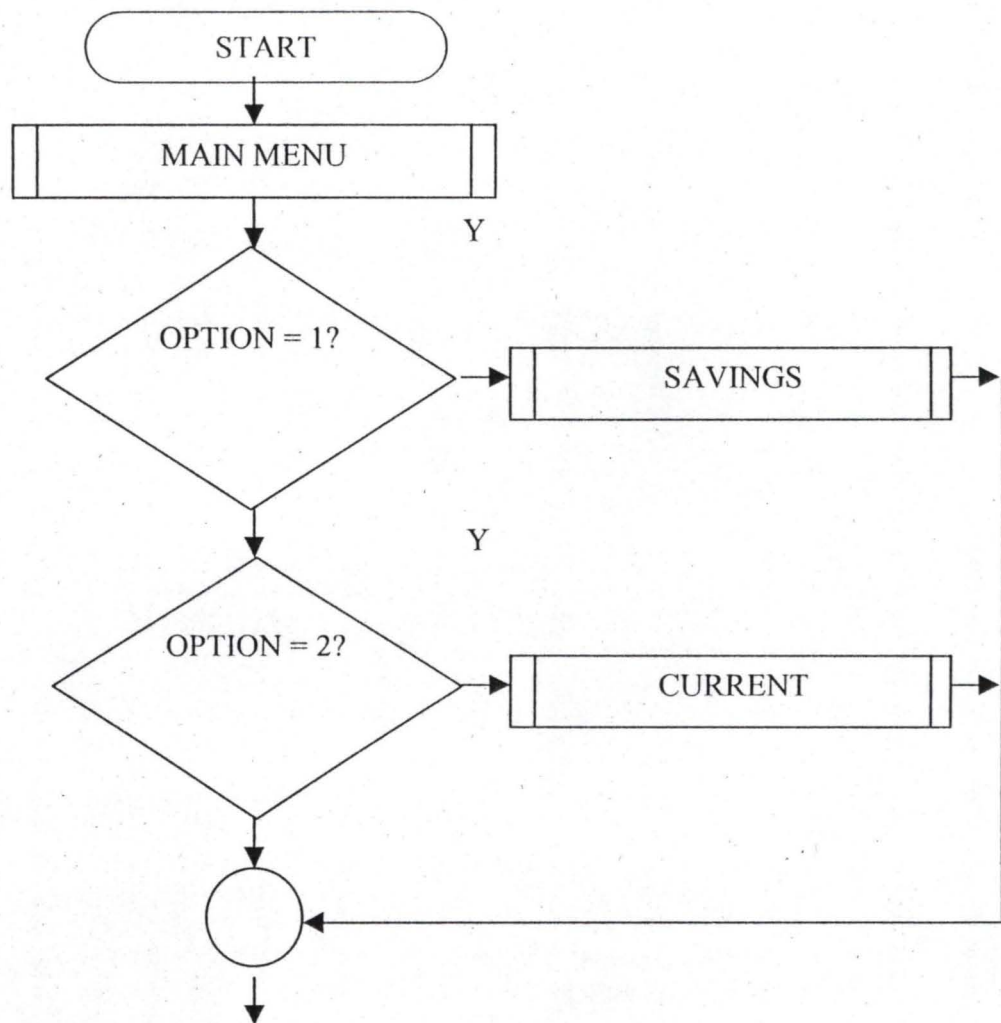 START
MAIN MENU
Y
OPTION = 1?
SAVINGS
Y
OPTION = 2?
CURRENT